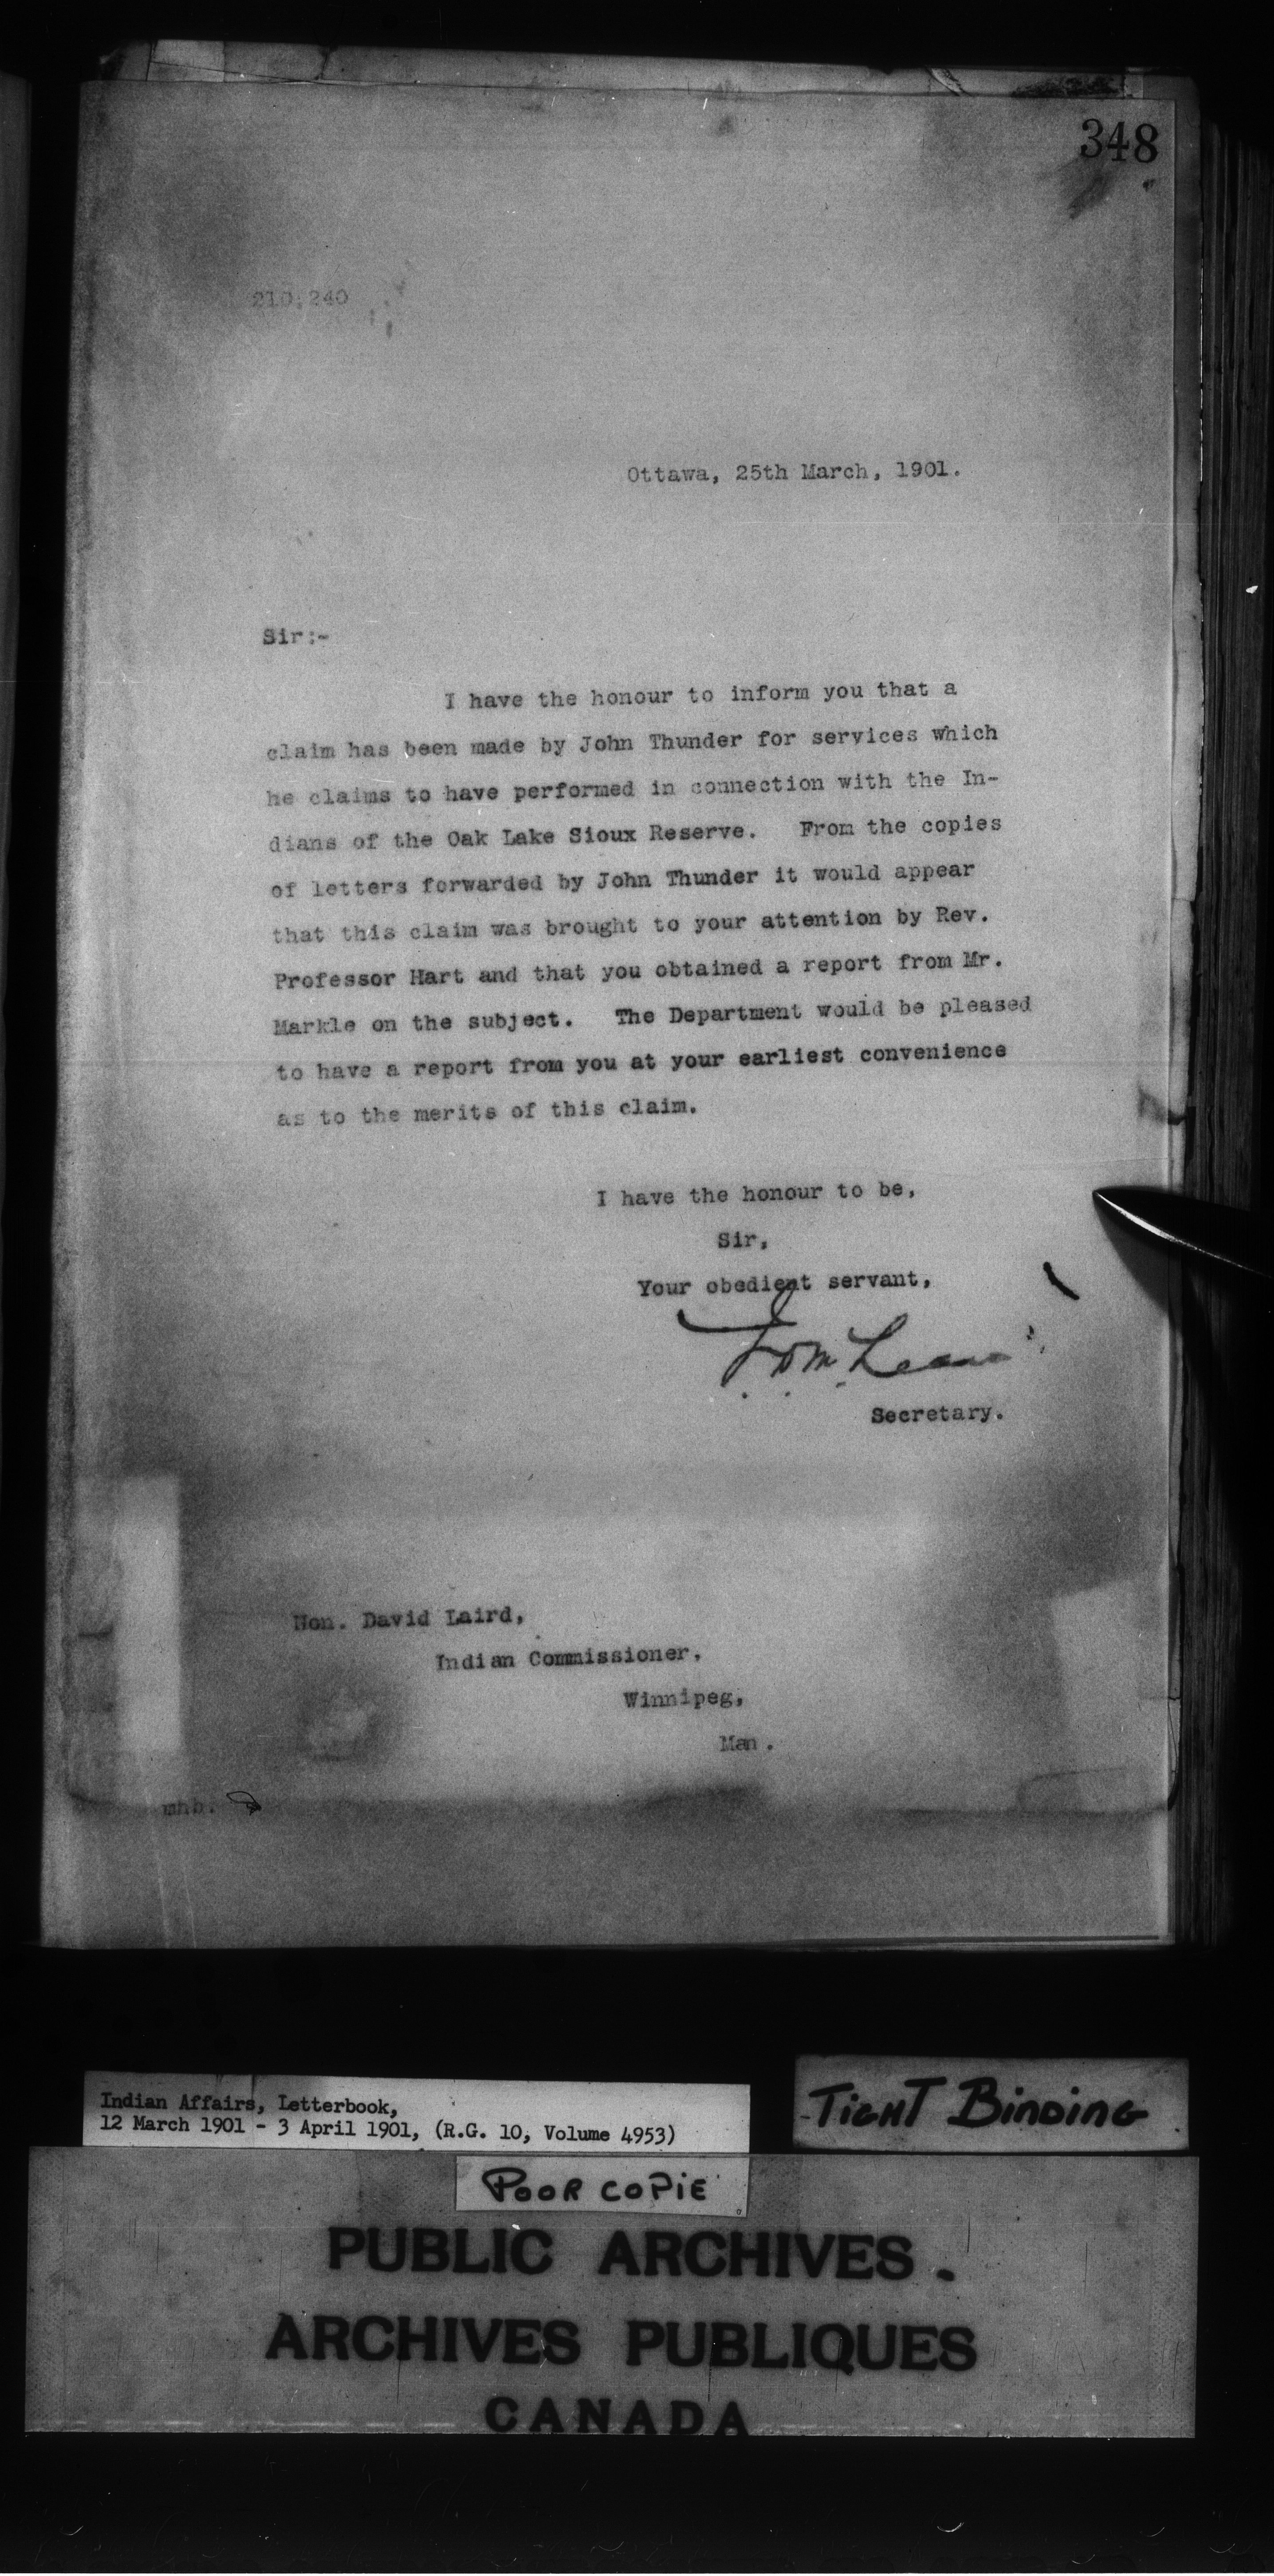 348
210,240
Ottawa, 25th March, 1901.
Sir:-
I have the honour to inform you that a
claim has been made by John Thunder for services which
he claims to have performed in connection with the In-
dians of the Oak Lake Sioux Reserve. From the copies
of letters forwarded by John Thunder it would appear
that this claim was brought to your attention by Rev.
Professor Hart and that you obtained a report from Mr.
Markle on the subject. The Department would be pleased
to have a report from you at your earliest convenience
as to the merits of this claim.
I have the honour to be,
Sir,
Your obedient servant,
Secretary.
Hon. David Laird,
Indian Commissioner,
Winnipeg,
Man.
mhb.
Indian Affairs, Letterbook,
12 March 1901 - 3 April 1901, (R.G. 10, Volume 4953)
TIGHT BINDING
POOR COPIE
PUBLIC ARCHIVES.
ARCHIVES PUBLIQUES
CANADA